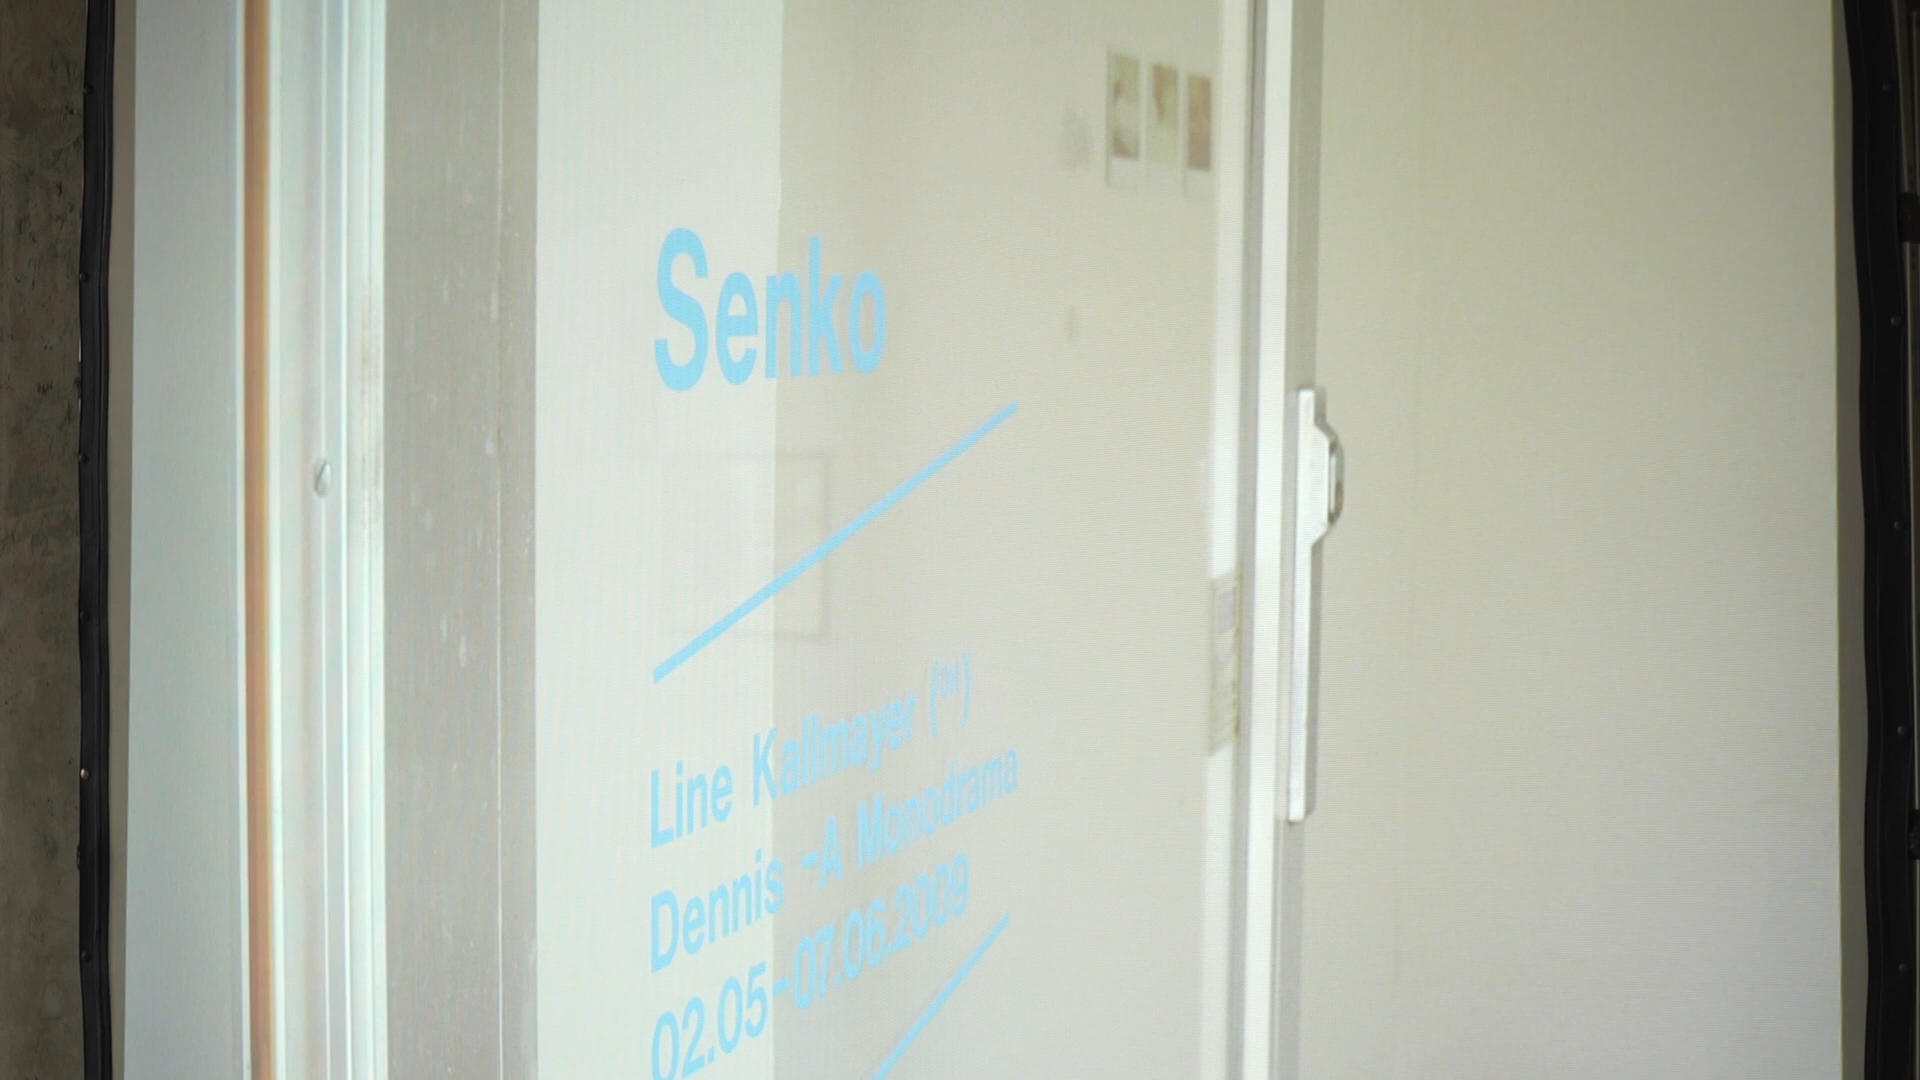 Senko
Line Kallmayer (DK)
Dennis -A Monodrama
02.05-07.06.2009